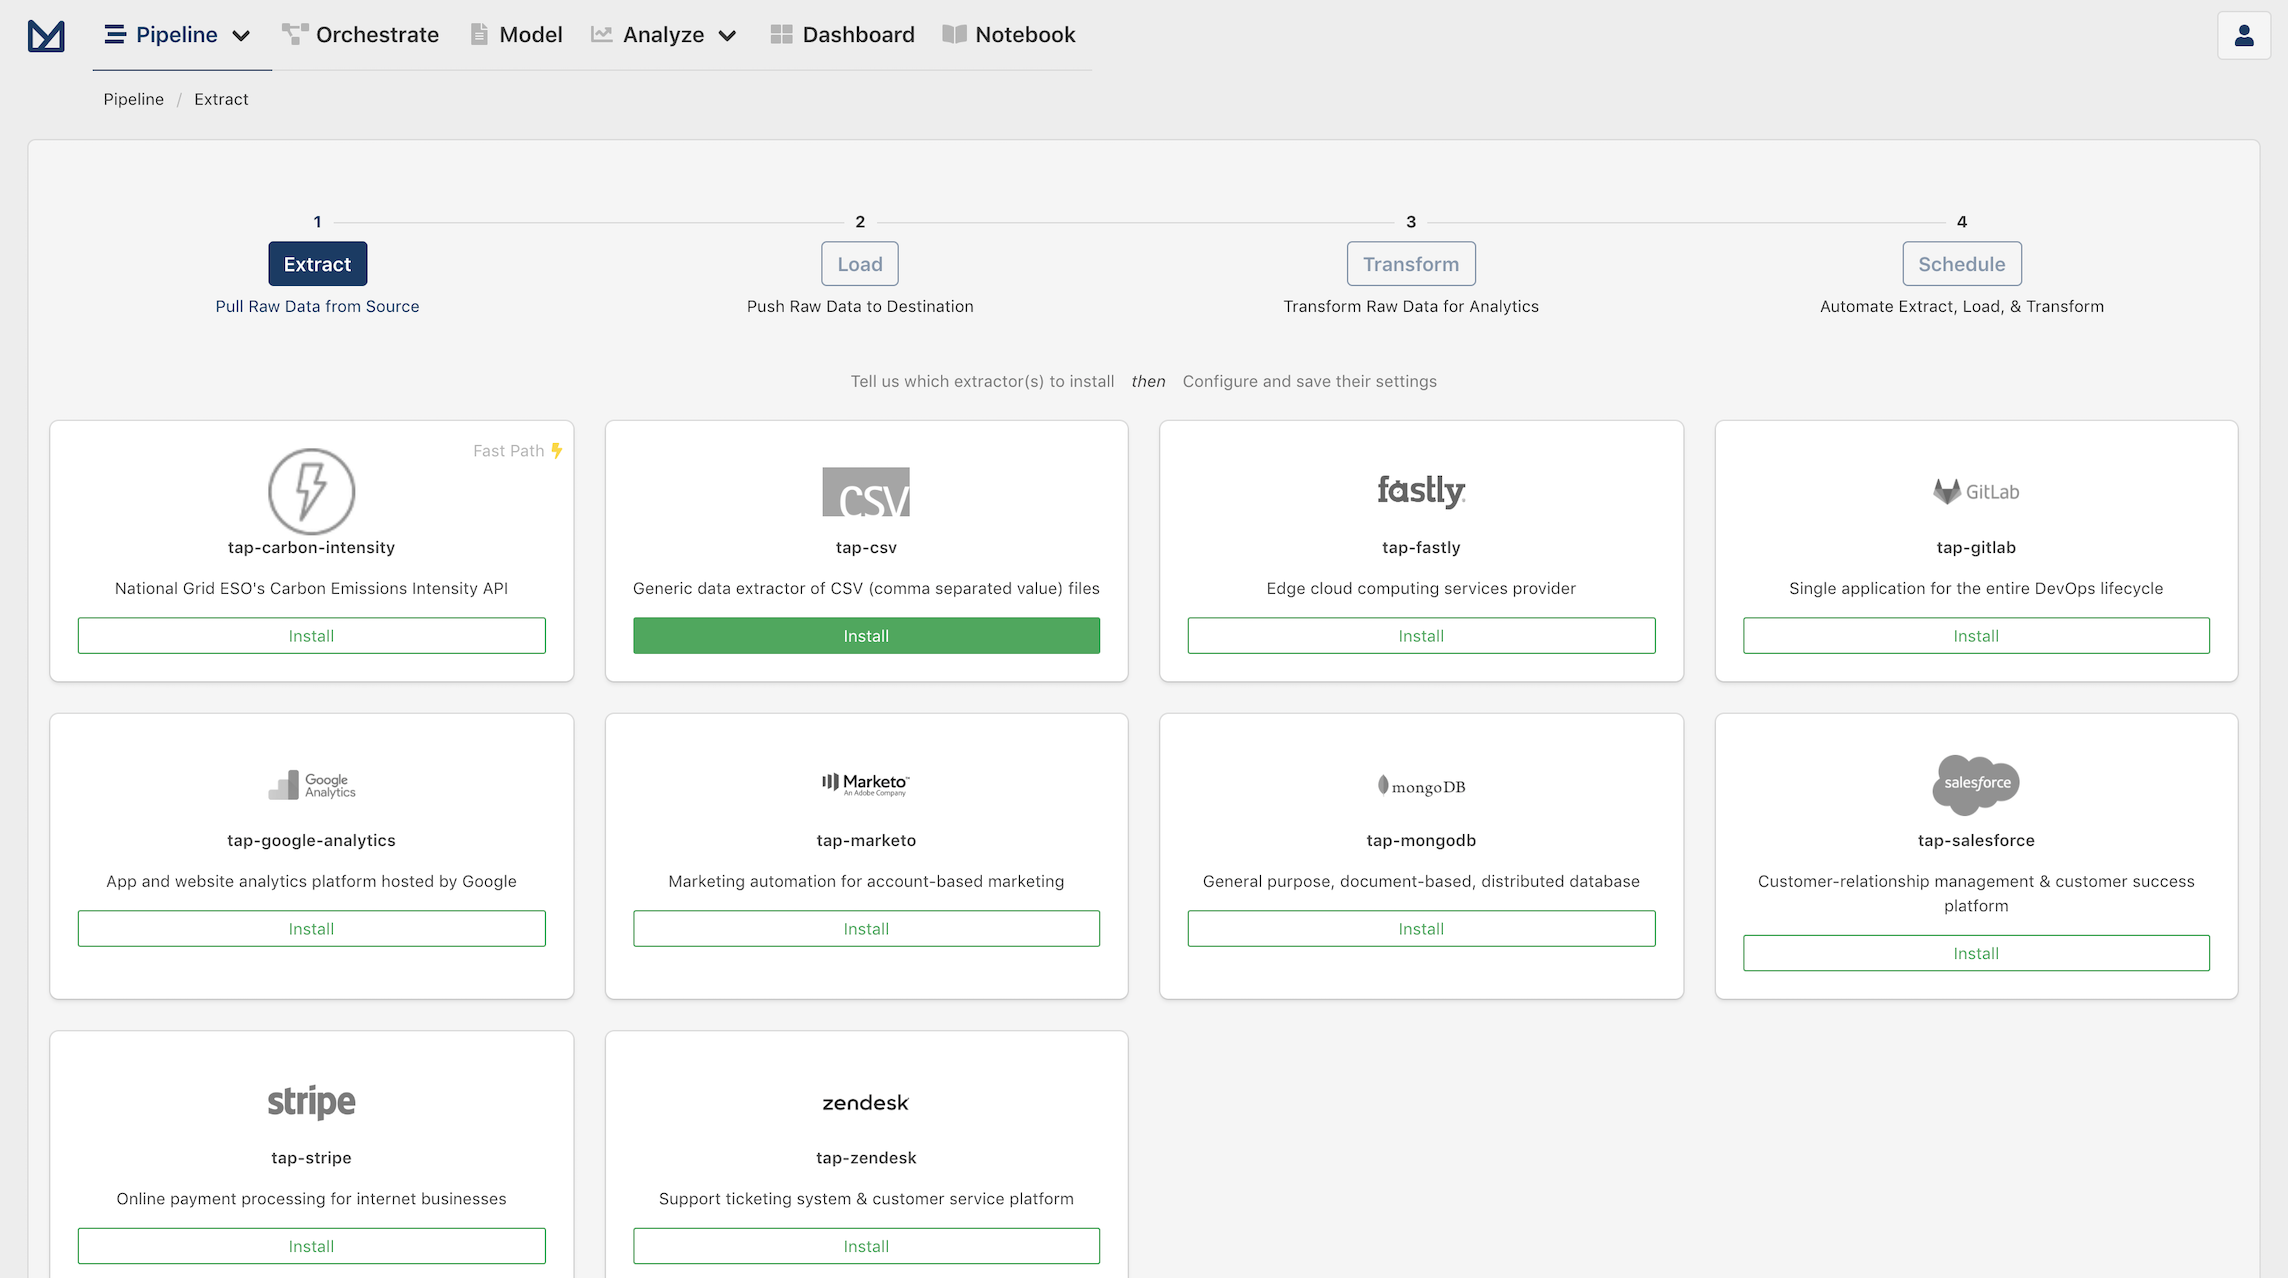 Pipeline Orchestrate Model Analyze Dashboard Notebook
Pipeline / Extract
1 2 3 4
Extract Load Transform Schedule
Pull Raw Data from Source Push Raw Data to Destination Transform Raw Data for Analytics Automate Extract, Load, & Transform
Tell us which extractor(s) to install then Configure and save their settings
Fast Path
CSV
fastly
GitLab
tap-carbon-intensity tap-csv tap-fastly tap-gitlab
National Grid ESO's Carbon Emissions Intensity API Generic data extractor of CSV (comma separated value) files Edge cloud computing services provider Single application for the entire DevOps lifecycle
Install Install Install Install
Google
Analytics
Marketo™
An Adobe Company
mongoDB
salesforce
tap-google-analytics tap-marketo tap-mongodb tap-salesforce
App and website analytics platform hosted by Google Marketing automation for account-based marketing General purpose, document-based, distributed database Customer-relationship management & customer success
platform
Install Install Install Install
stripe zendesk
tap-stripe tap-zendesk
Online payment processing for internet businesses Support ticketing system & customer service platform
Install Install